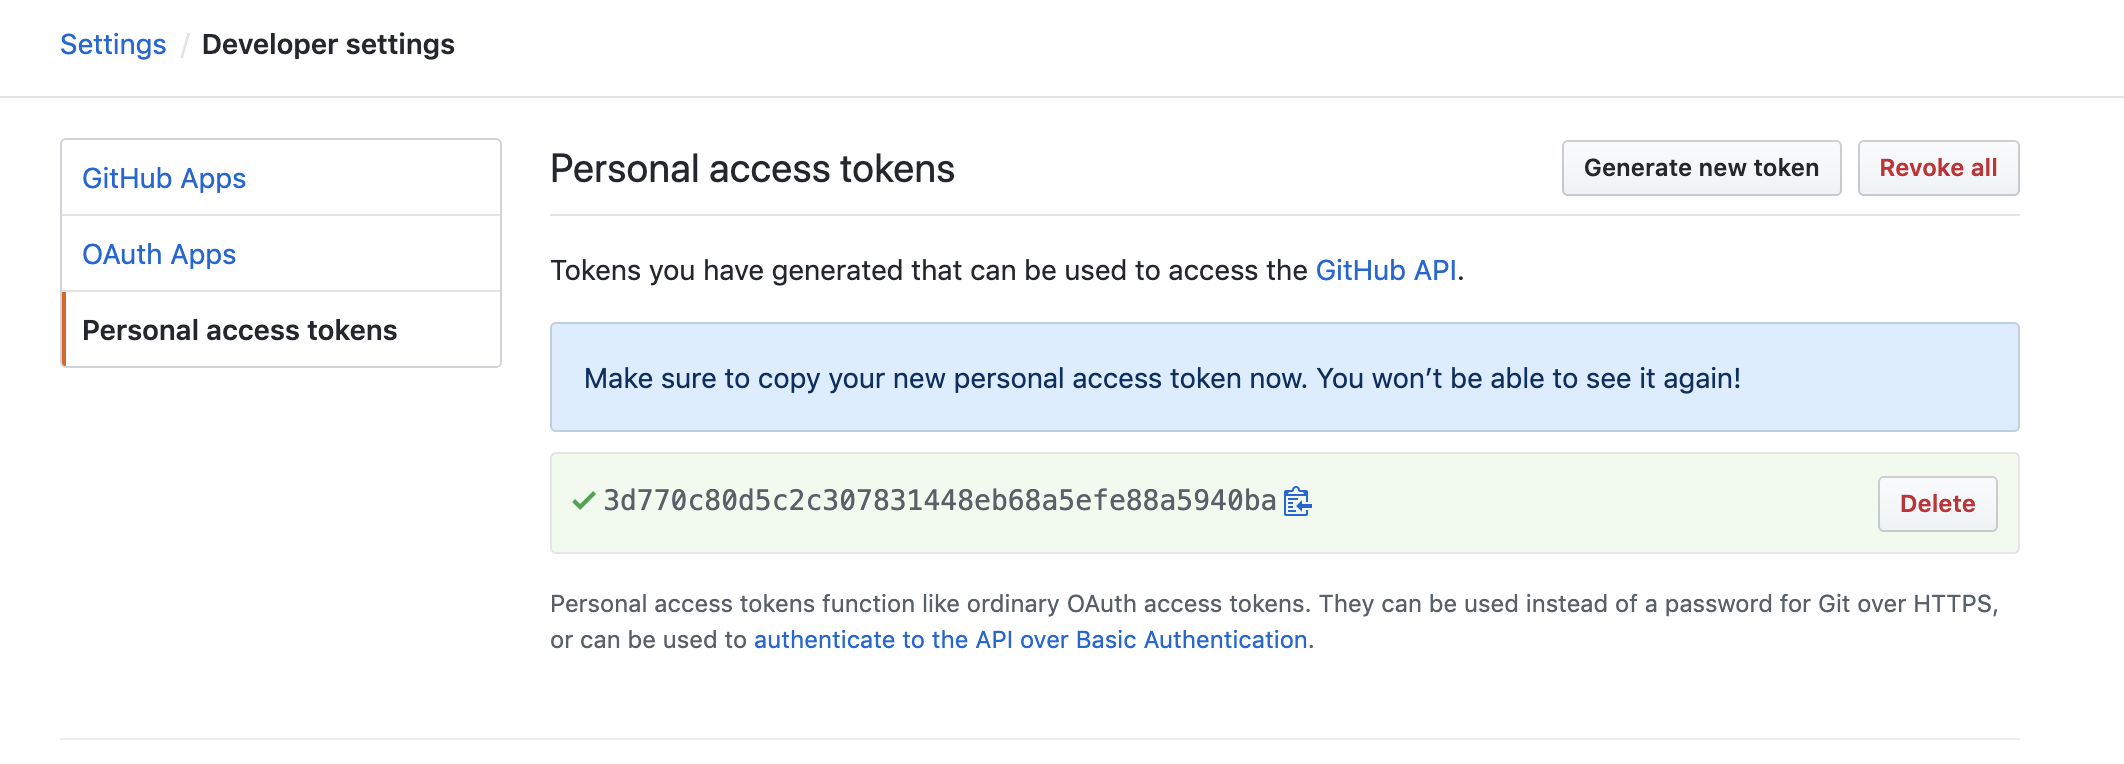 Settings / Developer settings
GitHub Apps
OAuth Apps
Personal access tokens
Personal access tokens
Generate new token
Revoke all
Tokens you have generated that can be used to access the GitHub API.
Make sure to copy your new personal access token now. You won’t be able to see it again!
3d770c80d5c2c307831448eb68a5efe88a5940ba
Delete
Personal access tokens function like ordinary OAuth access tokens. They can be used instead of a password for Git over HTTPS,
or can be used to authenticate to the API over Basic Authentication.